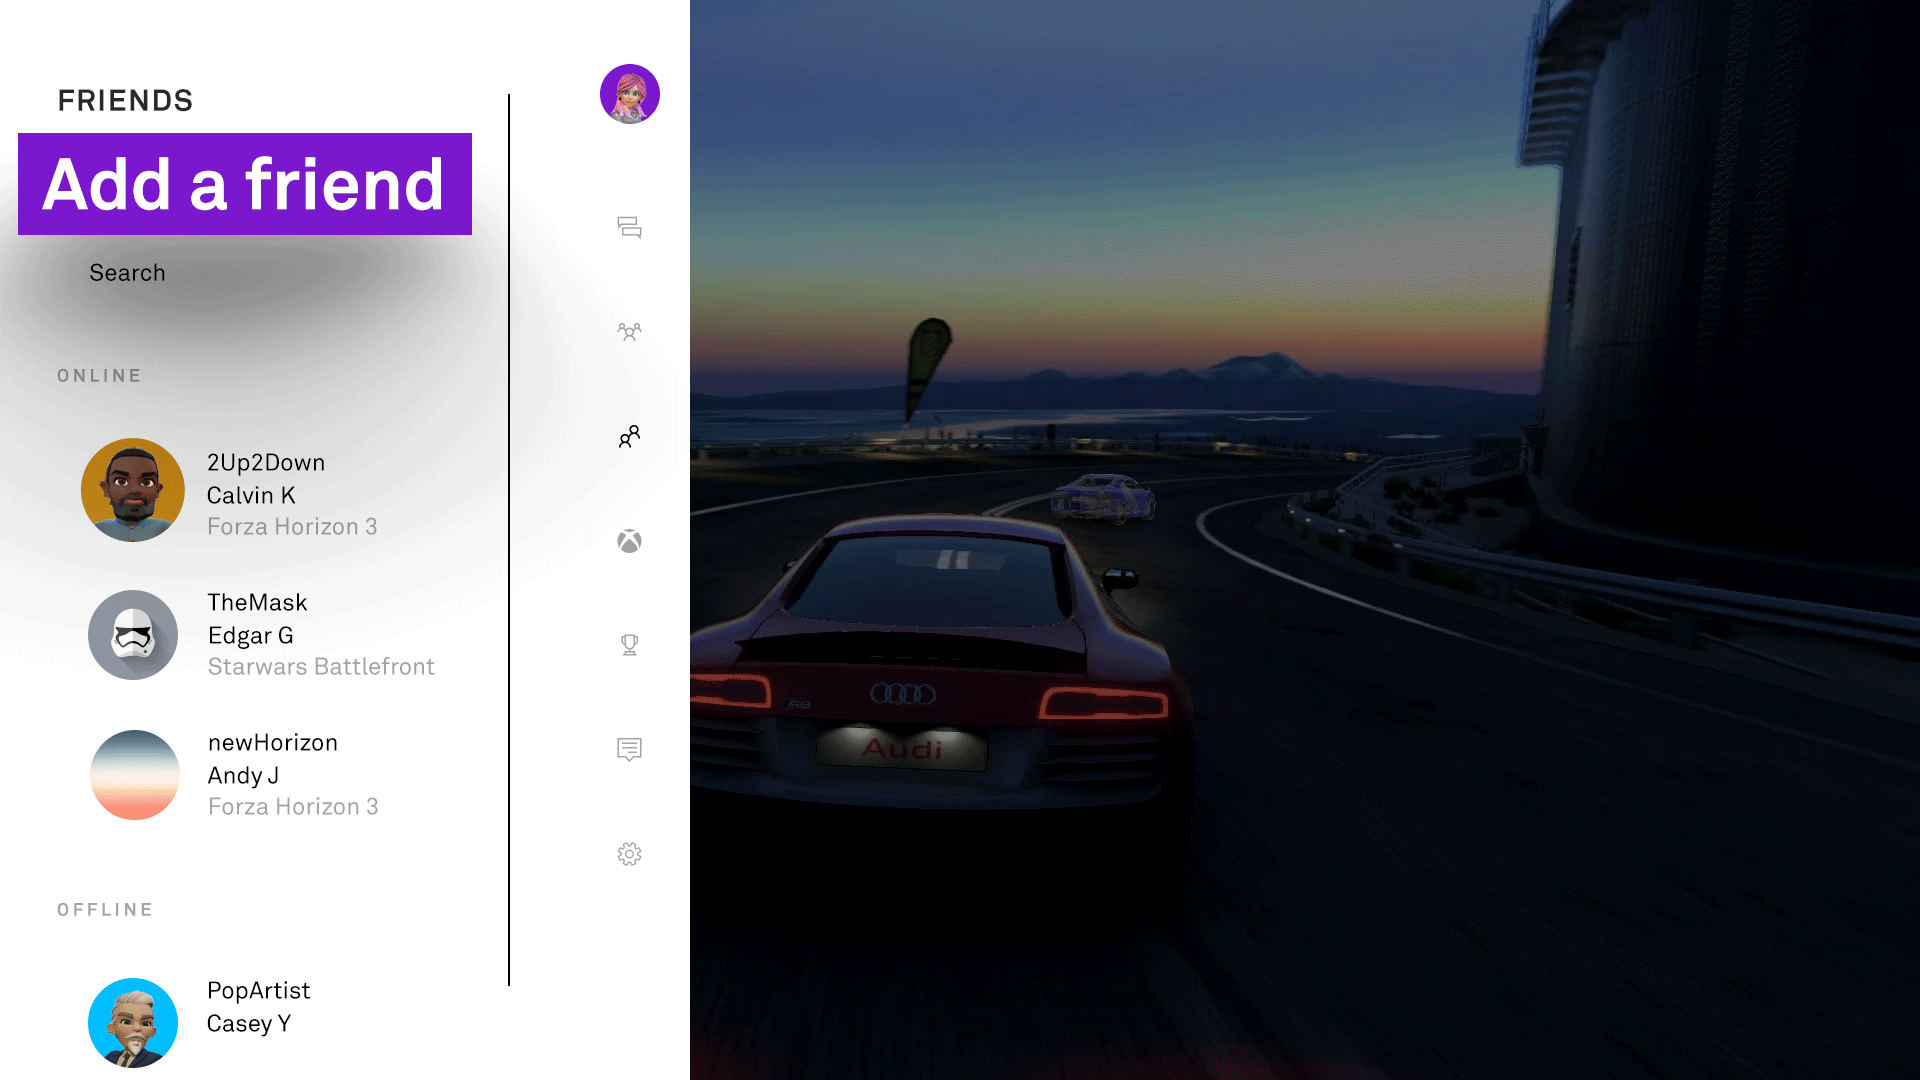 FRIENDS
Add a friend
Search
ONLINE
2Up2Down
Calvin K
Forza Horizon 3
TheMask
Edgar G
Starwars Battlefront
newHorizon
Andy J
Forza Horizon 3
OFFLINE
PopArtist
Casey Y
R8
Audi